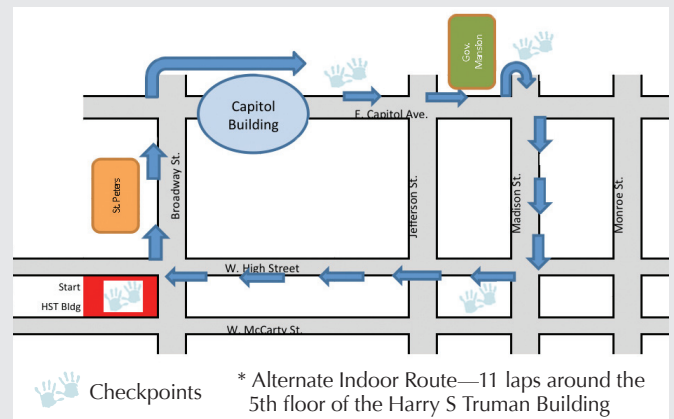 Gov.
Mansion
Capitol
Building
E. Capitol Ave.
St. Peters
Broadway St.
Jefferson St.
Madison St.
Monroe St.
W. High Street
Start
HST Bldg
W. McCarty St.
Checkpoints
* Alternate Indoor Route—11 laps around the
5th floor of the Harry S Truman Building